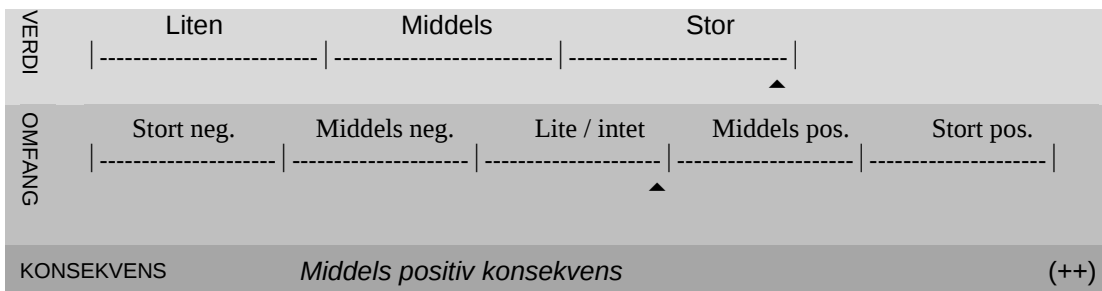 VERDI
Liten Middels Stor
|--------------------------|--------------------------|--------------------------|
OMFANG
Stort neg. Middels neg. Lite / intet Middels pos. Stort pos.
|---------------------|---------------------|---------------------|---------------------|---------------------|
KONSEKVENS Middels positiv konsekvens (++)